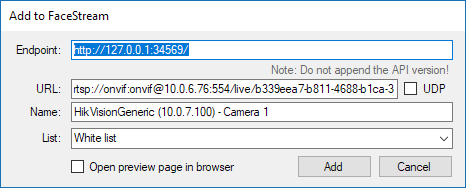 Add to FaceStream
Endpoint: http://127.0.0.1:34569/
Note: Do not append the API version!
URL: rtsp://onvif:onvif@10.0.6.76:554/live/b339eea7-b811-4688-b1ca-3 UDP
Name: HikVisionGeneric (10.0.7.100) - Camera 1
List: White list
Open preview page in browser Add Cancel